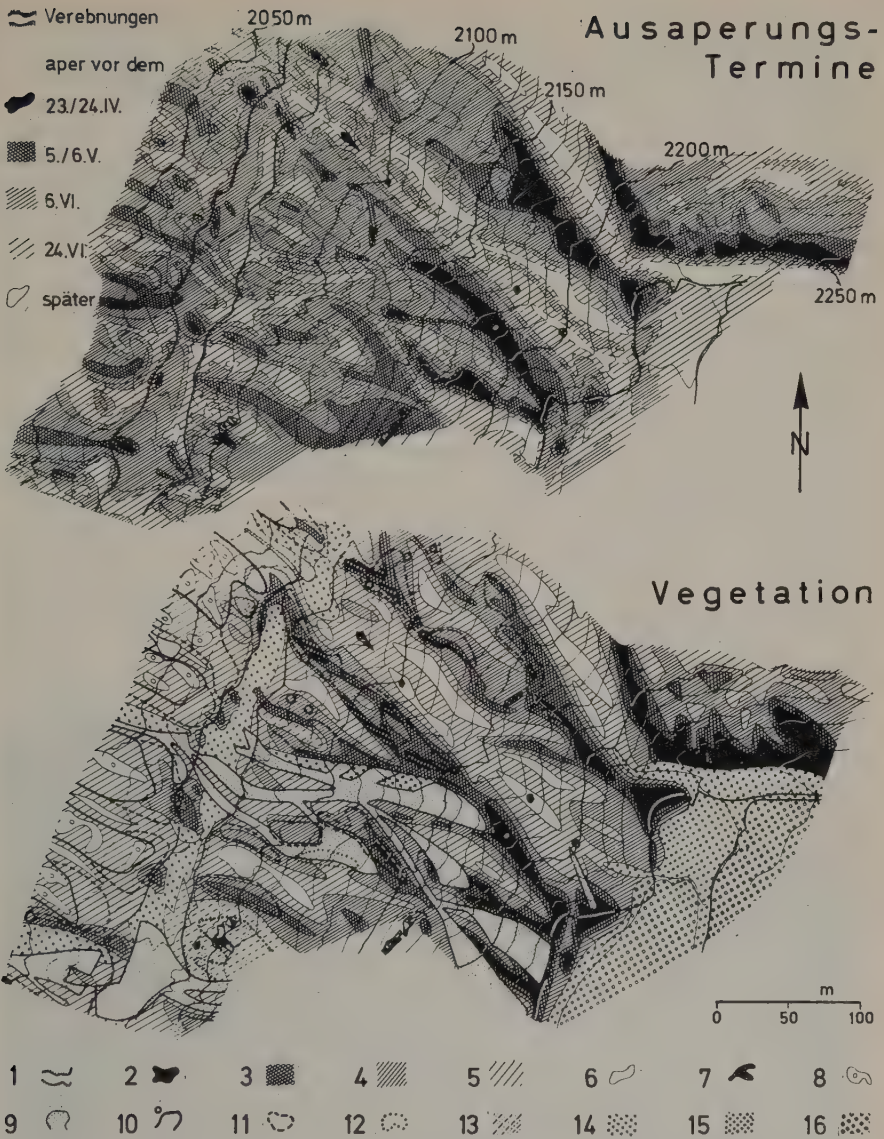 Verebnungen
aper vor dem
23./24.IV.
5./6.V.
6.VI.
24.VI.
später
2050 m
2100 m
2150 m
2200 m
2250 m
Ausaperungs-
Termine
N
Vegetation
m
0 50 100
1 2 3 4 5 6 7 8
9 10 11 12 13 14 15 16